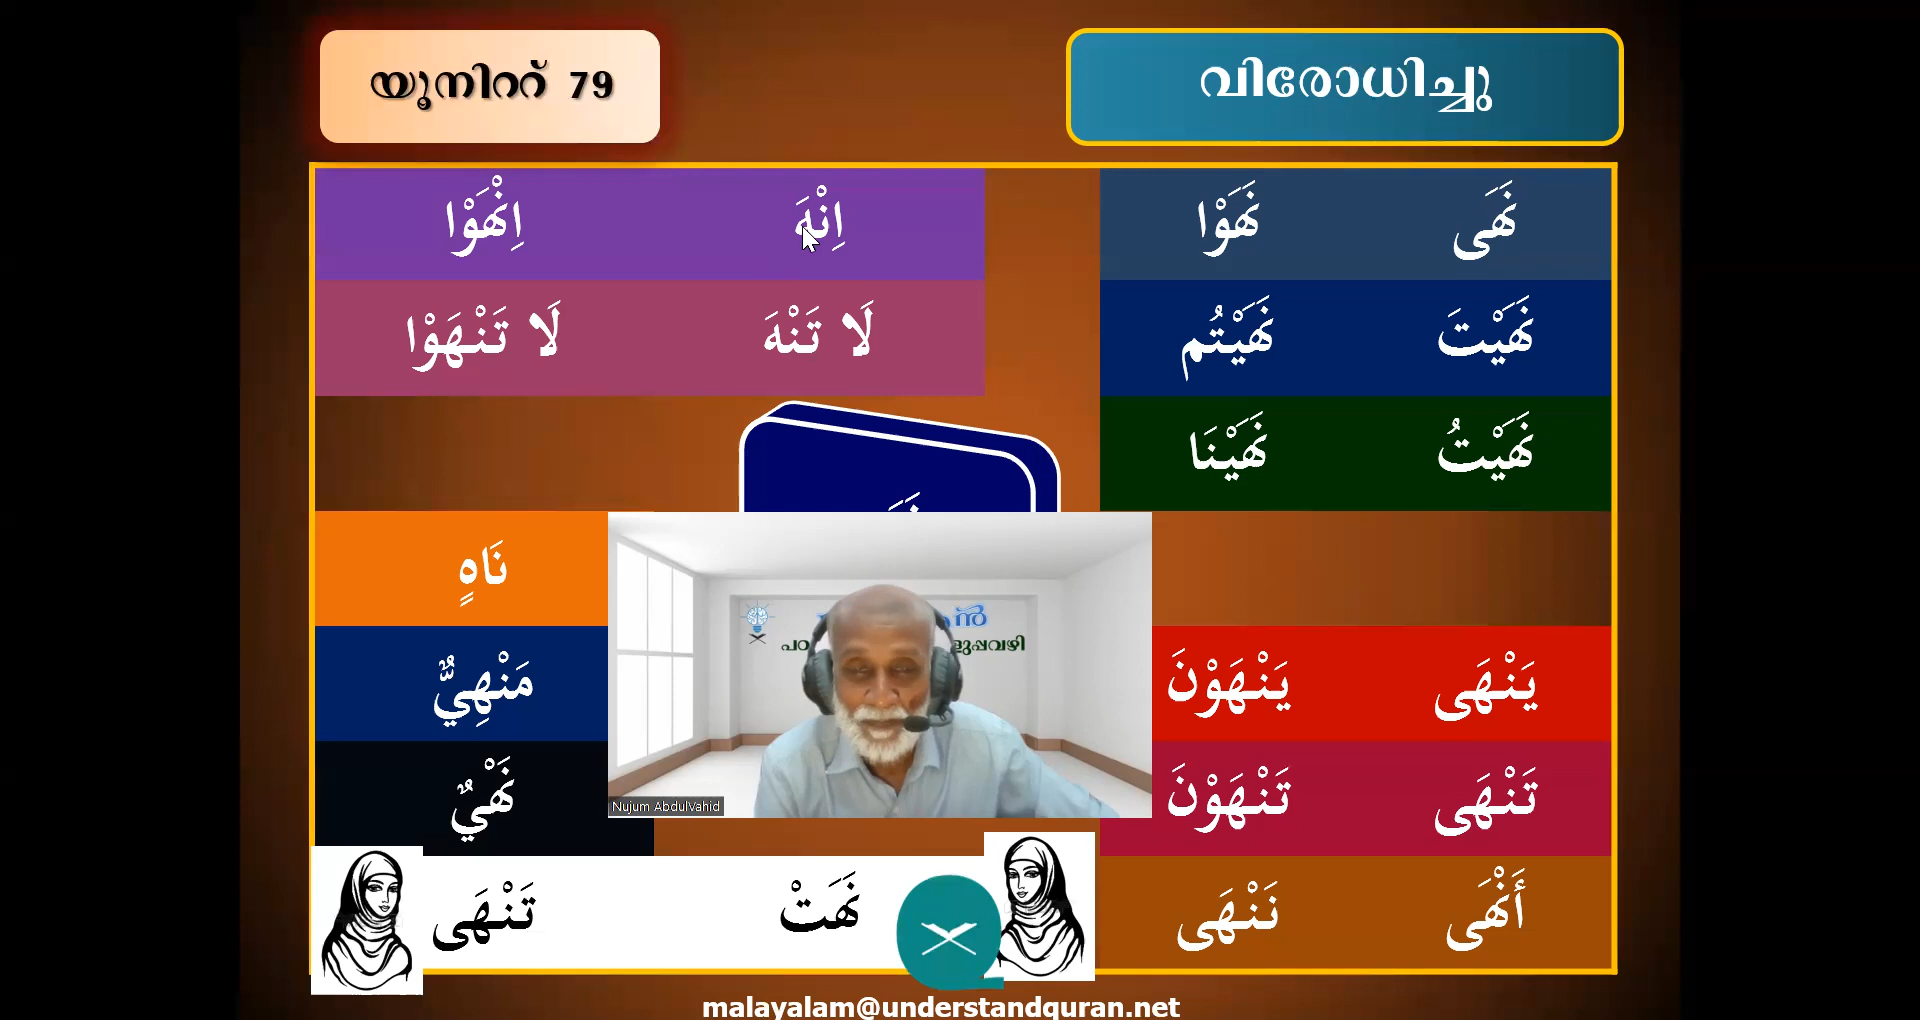 യൂനിററ് 79
വിരോധിച്ചു
نَهَى نَهَوْا
نَهَيْتَ نَهَيْتُم
نَهَيْتُ نَهَيْنَا
اِنْهَ اِنْهَوْا
لَا تَنْهَ لَا تَنْهَوْا
يَنْهَى يَنْهَوْنَ
تَنْهَى تَنْهَوْنَ
أَنْهَى نَنْهَى
نَاهٍ
مَنْهِيٌّ
نَهْيٌ
نَهَتْ تَنْهَى
Nujum AbdulVahid
malayalam@understandquran.net